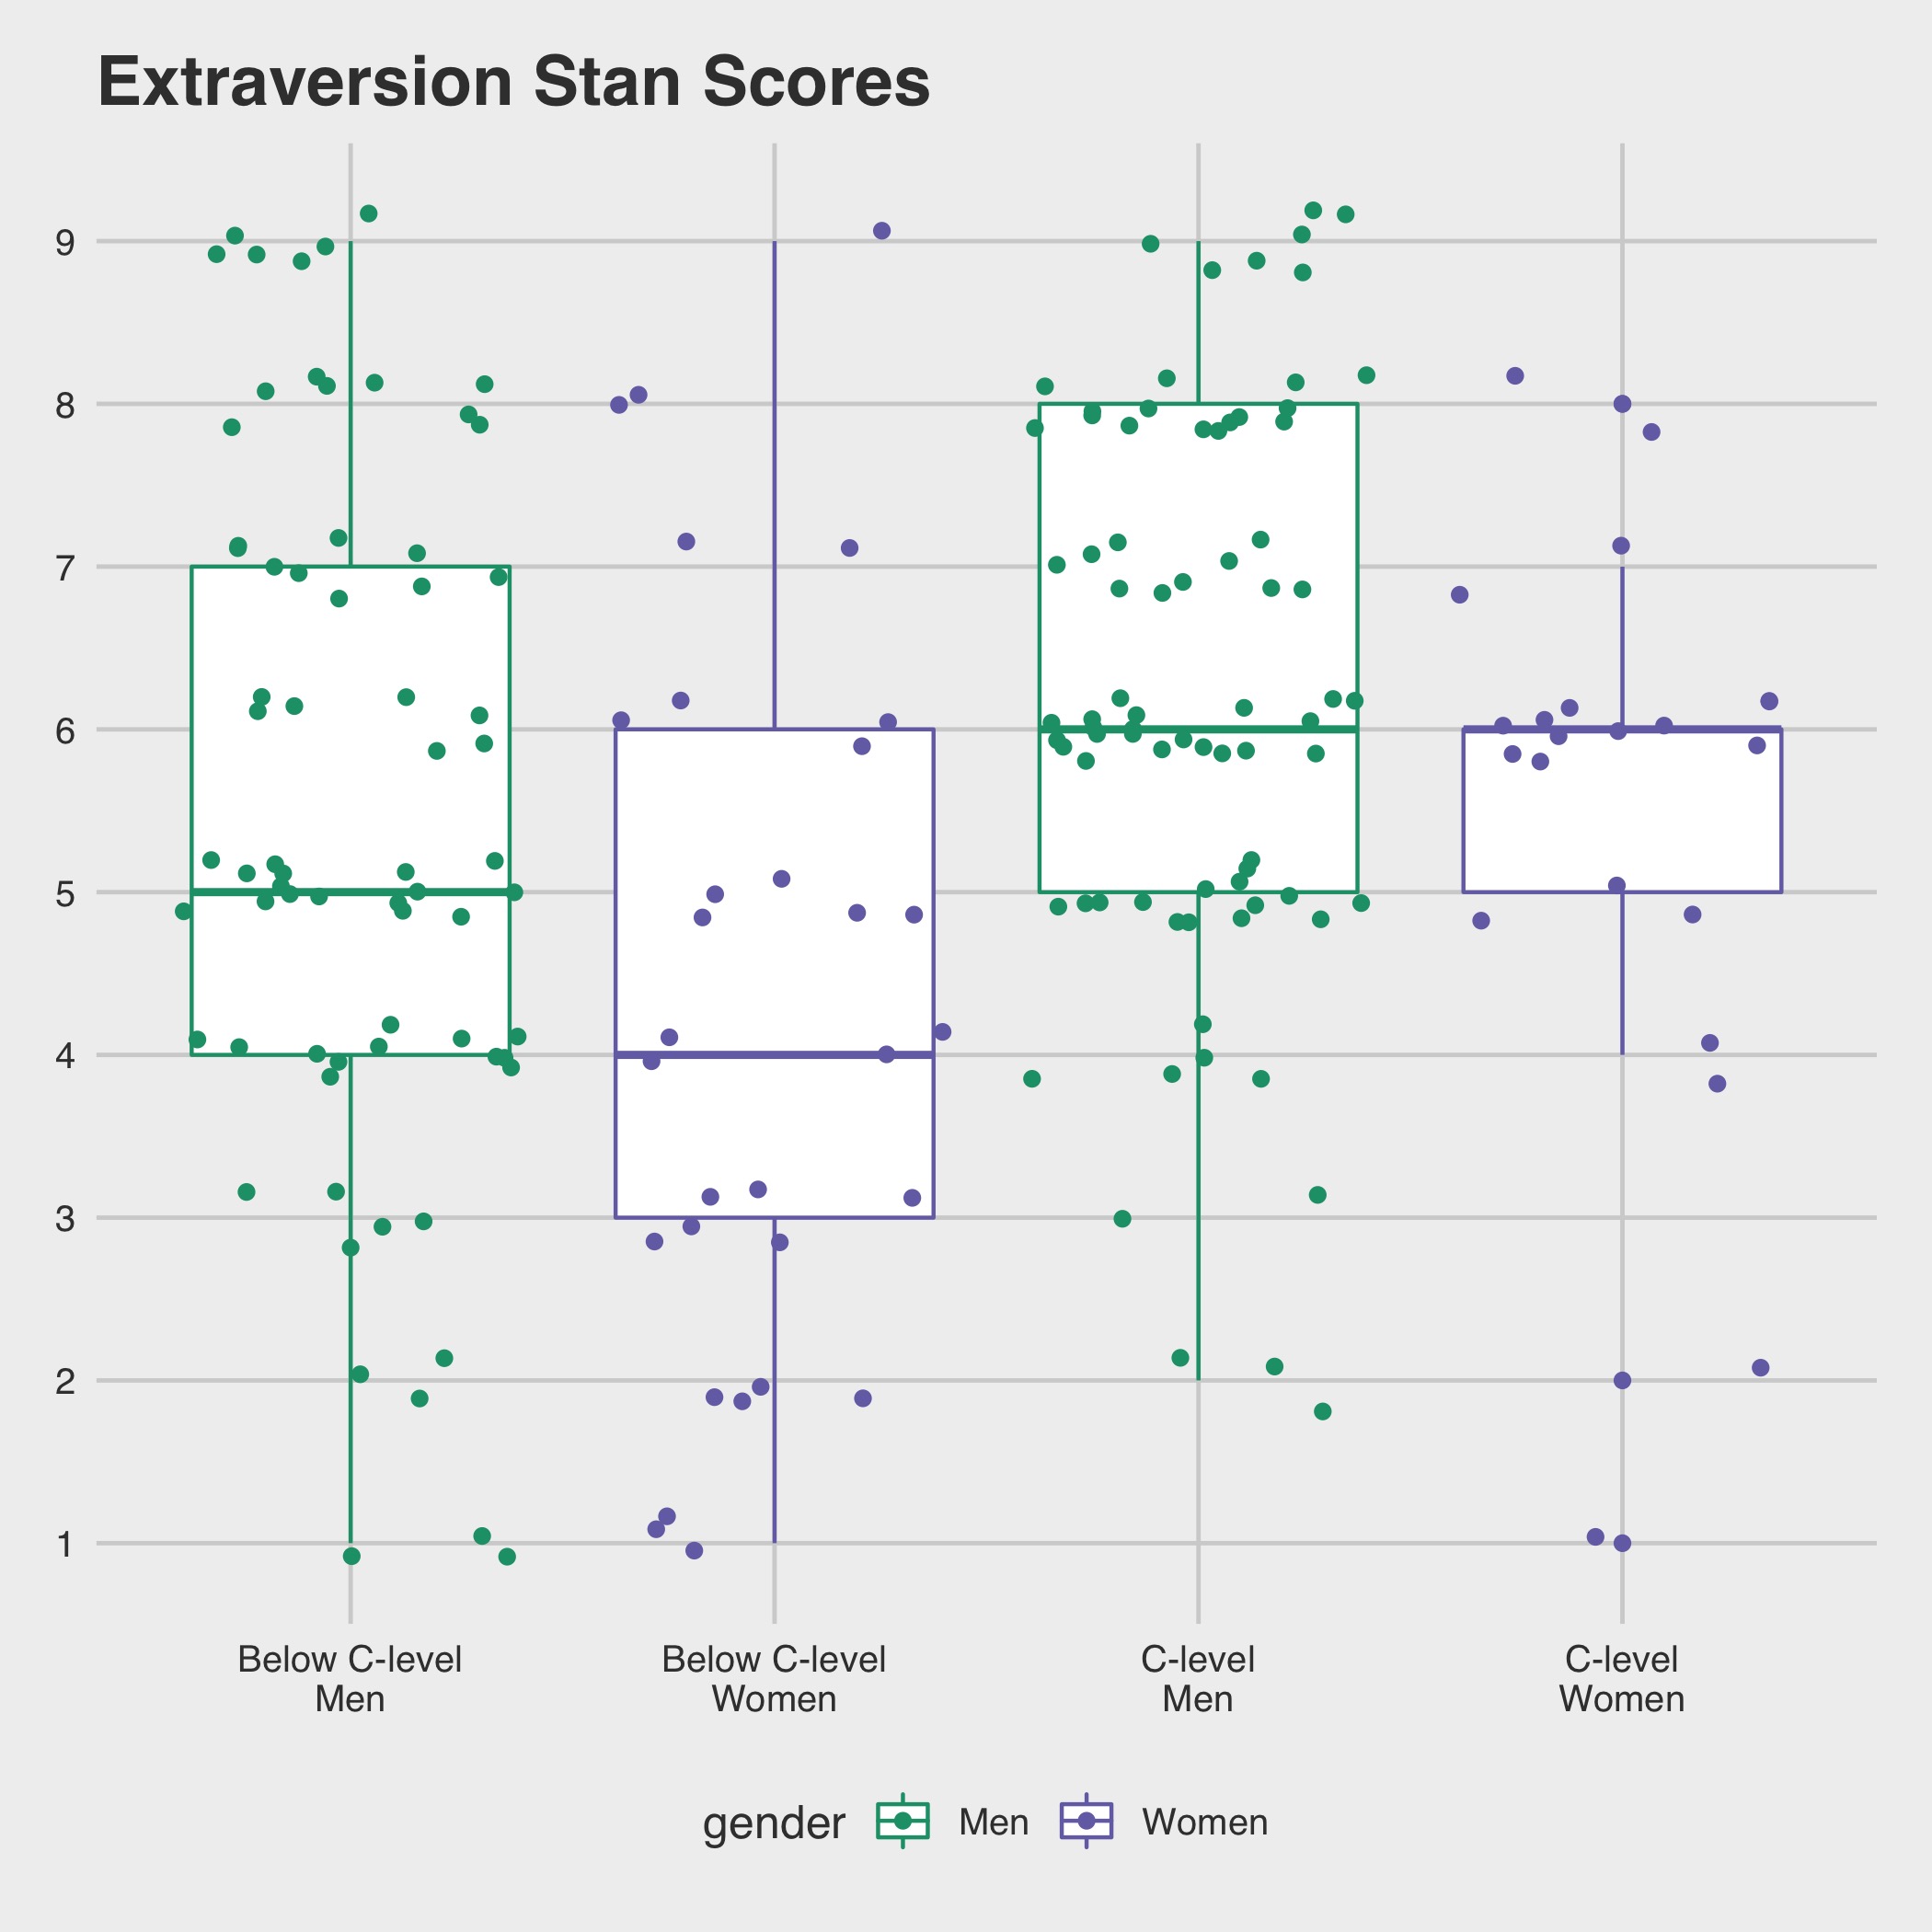 Extraversion Stan Scores
9
8
7
6
5
4
3
2
1
Below C-level
Men
Below C-level
Women
C-level
Men
C-level
Women
gender Men Women